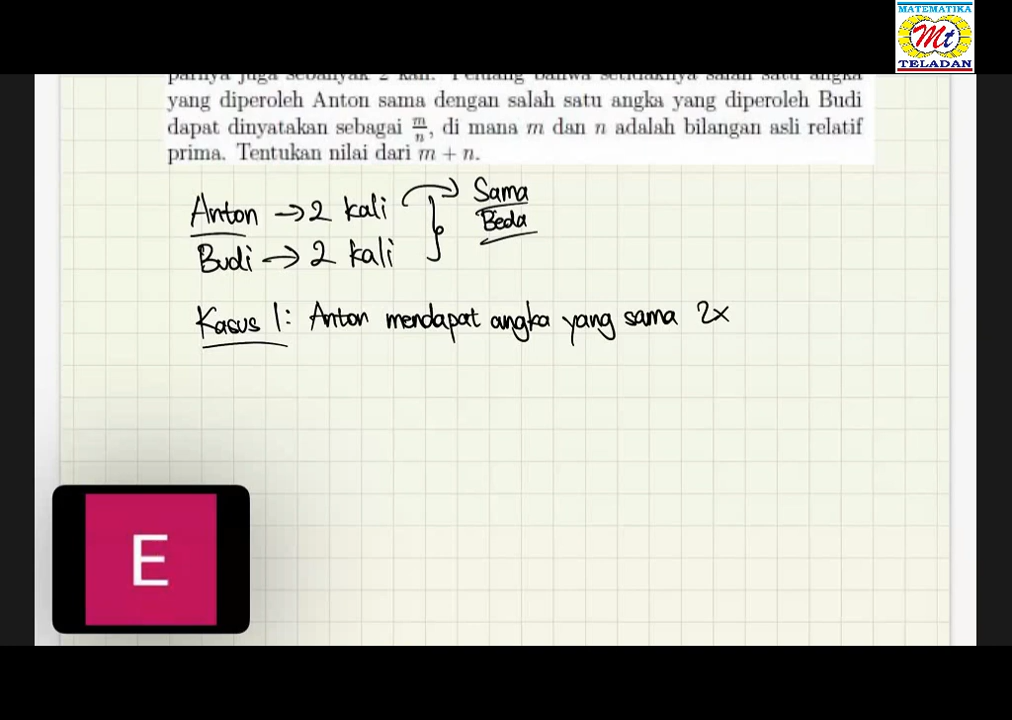 MATEMATIKA
Mt
TELADAN
yang diperoleh Anton sama dengan salah satu angka yang diperoleh Budi
dapat dinyatakan sebagai m/n, di mana m dan n adalah bilangan asli relatif
prima. Tentukan nilai dari m + n.
Anton → 2 kali
Sama
Beda
Budi → 2 kali
Kasus 1: Anton mendapat angka yang sama 2x
E